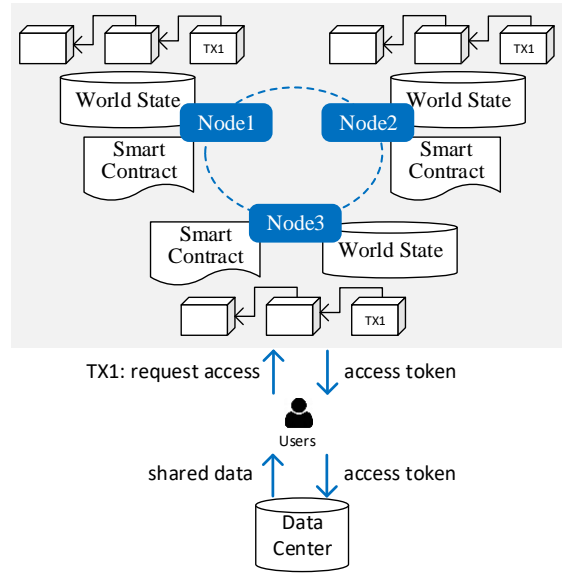 TX1
TX1
World State
World State
Node1
Node2
Smart
Contract
Smart
Contract
Node3
Smart
Contract
World State
TX1
TX1: request access
access token
Users
shared data
access token
Data
Center